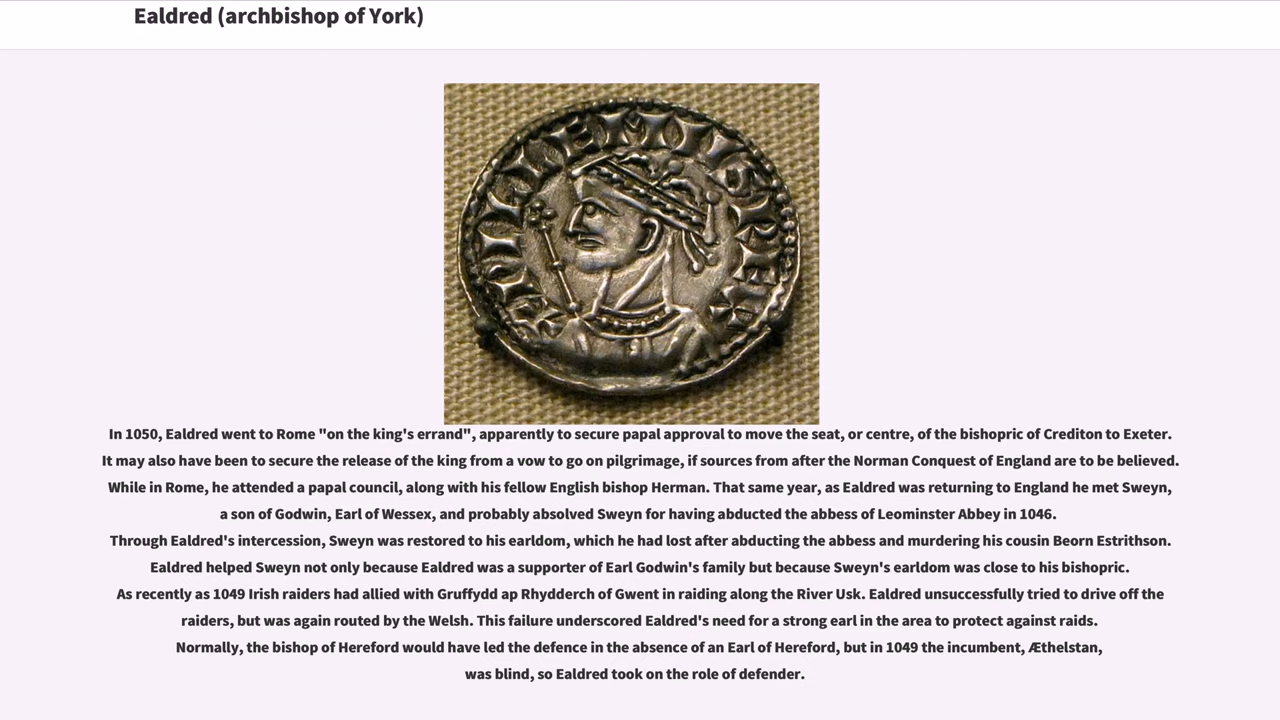 Ealdred (archbishop of York)
In 1050, Ealdred went to Rome "on the king's errand", apparently to secure papal approval to move the seat, or centre, of the bishopric of Crediton to Exeter.
It may also have been to secure the release of the king from a vow to go on pilgrimage, if sources from after the Norman Conquest of England are to be believed.
While in Rome, he attended a papal council, along with his fellow English bishop Herman. That same year, as Ealdred was returning to England he met Sweyn,
a son of Godwin, Earl of Wessex, and probably absolved Sweyn for having abducted the abbess of Leominster Abbey in 1046.
Through Ealdred's intercession, Sweyn was restored to his earldom, which he had lost after abducting the abbess and murdering his cousin Beorn Estrithson.
Ealdred helped Sweyn not only because Ealdred was a supporter of Earl Godwin's family but because Sweyn's earldom was close to his bishopric.
As recently as 1049 Irish raiders had allied with Gruffydd ap Rhydderch of Gwent in raiding along the River Usk. Ealdred unsuccessfully tried to drive off the
raiders, but was again routed by the Welsh. This failure underscored Ealdred's need for a strong earl in the area to protect against raids.
Normally, the bishop of Hereford would have led the defence in the absence of an Earl of Hereford, but in 1049 the incumbent, Æthelstan,
was blind, so Ealdred took on the role of defender.